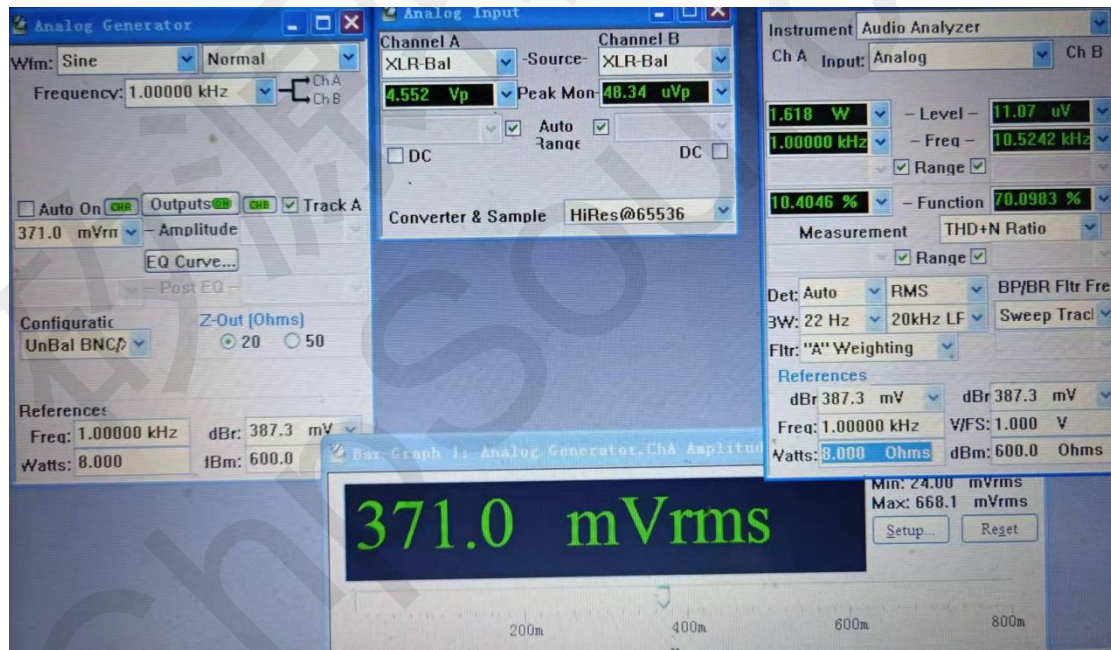 Analog Generator
Wfm: Sine Normal
Frequency: 1.00000 kHz Ch A
Ch B
Auto On CHA Outputs ON CHB Track A
371.0 mVrn - Amplitude
EQ Curve...
- Post EQ -
Configuratic Z-Out (Ohms)
UnBal BNC 20 50
References
Freq: 1.00000 kHz dBr: 387.3 mV
Watts: 8.000 dBm: 600.0
Analog Input
Channel A Channel B
XLR-Bal -Source- XLR-Bal
4.552 Vp Peak Mon 48.34 uVp
Auto
Range
DC DC
Converter & Sample HiRes@65536
Instrument Audio Analyzer
Ch A Input: Analog Ch B
1.618 W - Level - 11.07 uV
1.00000 kHz - Freq - 10.5242 kHz
Range
10.4046 % - Function 70.0983 %
Measurement THD+N Ratio
Range
Det: Auto RMS BP/BR Fltr Fre
BW: 22 Hz 20kHz LF Sweep Tracl
Fltr: "A" Weighting
References
dBr 387.3 mV dBr 387.3 mV
Freq: 1.00000 kHz V/FS: 1.000 V
Watts: 8.000 Ohms dBm: 600.0 Ohms
Bar Graph 1: Analog Generator.ChA Amplitud
371.0 mVrms
Min: 24.00 mVrms
Max: 668.1 mVrms
Setup... Reset
200m 400m 600m 800m